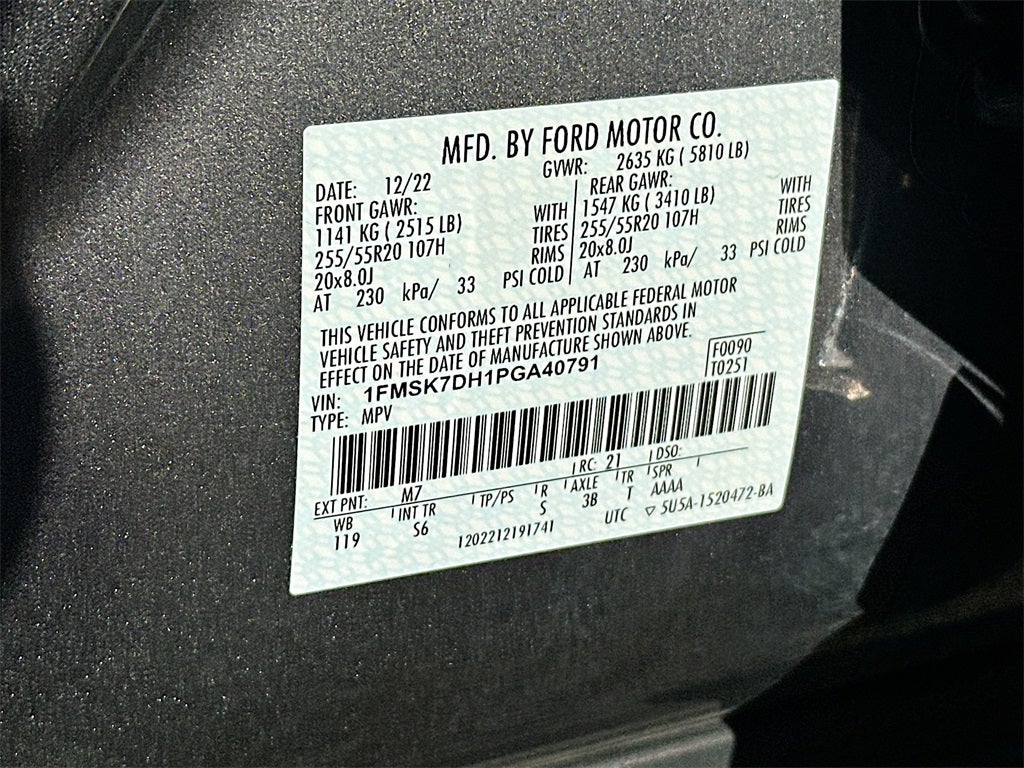 MFD. BY FORD MOTOR CO.
DATE: 12/22 GVWR: 2635 KG ( 5810 LB)
FRONT GAWR: REAR GAWR:
1141 KG ( 2515 LB) WITH 1547 KG ( 3410 LB) WITH
255/55R20 107H TIRES 255/55R20 107H TIRES
20x8.0J RIMS 20x8.0J RIMS
AT 230 kPa/ 33 PSI COLD AT 230 kPa/ 33 PSI COLD
THIS VEHICLE CONFORMS TO ALL APPLICABLE FEDERAL MOTOR
VEHICLE SAFETY AND THEFT PREVENTION STANDARDS IN
EFFECT ON THE DATE OF MANUFACTURE SHOWN ABOVE.
F0090
VIN: 1FMSK7DH1PGA40791 T0251
TYPE: MPV
EXT PNT: M7 RC: 21 DSO:
WB INT TR TP/PS R AXLE TR SPR
119 S6 S 3B T AAAA
1202212191741 UTC ▽ 5U5A-1520472-BA